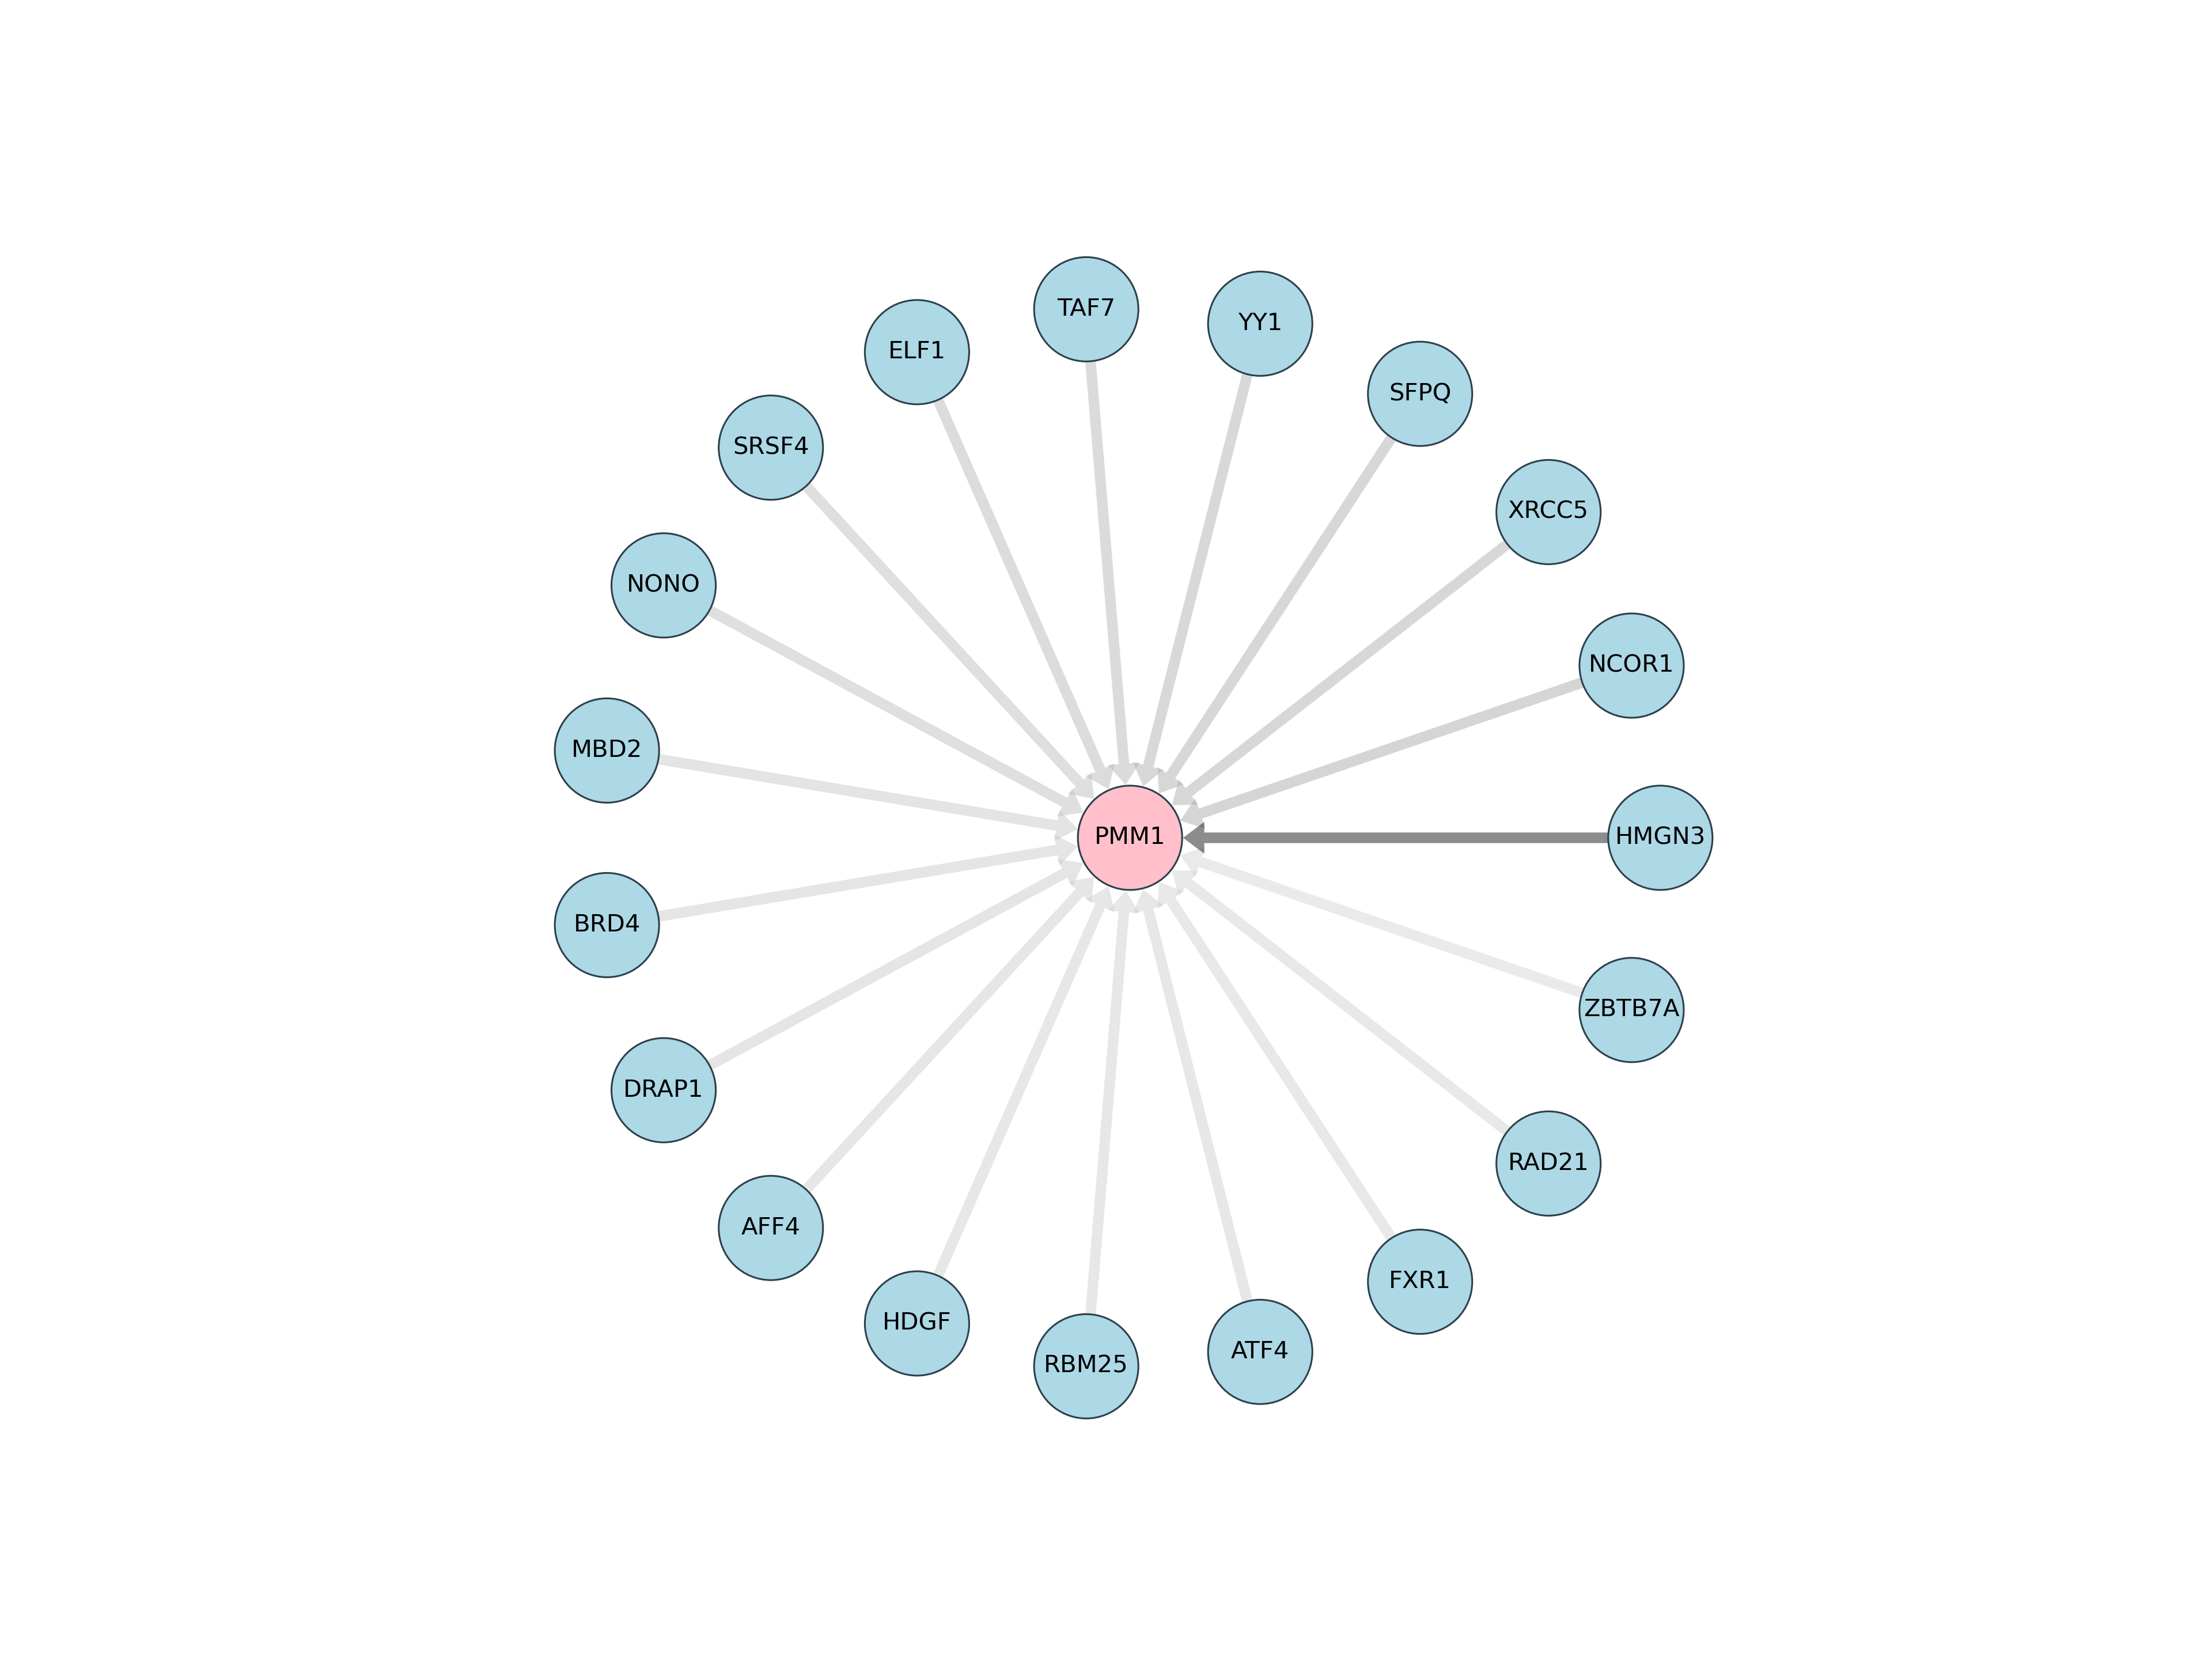 TAF7
YY1
ELF1
SFPQ
SRSF4
XRCC5
NONO
NCOR1
MBD2
PMM1
HMGN3
BRD4
ZBTB7A
DRAP1
RAD21
AFF4
FXR1
HDGF
ATF4
RBM25